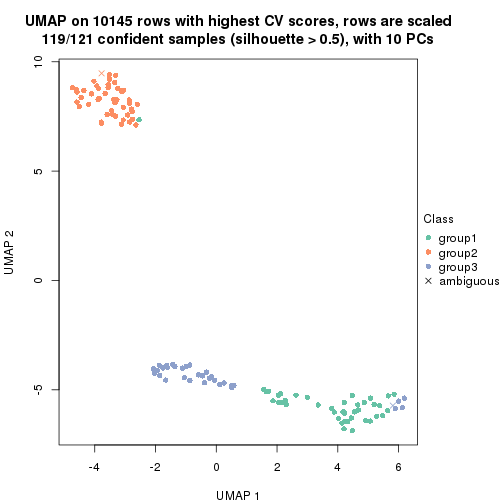 UMAP on 10145 rows with highest CV scores, rows are scaled
119/121 confident samples (silhouette > 0.5), with 10 PCs
10
5
0
-5
UMAP 2
-4
-2
0
2
4
6
UMAP 1
Class
group1
group2
group3
ambiguous